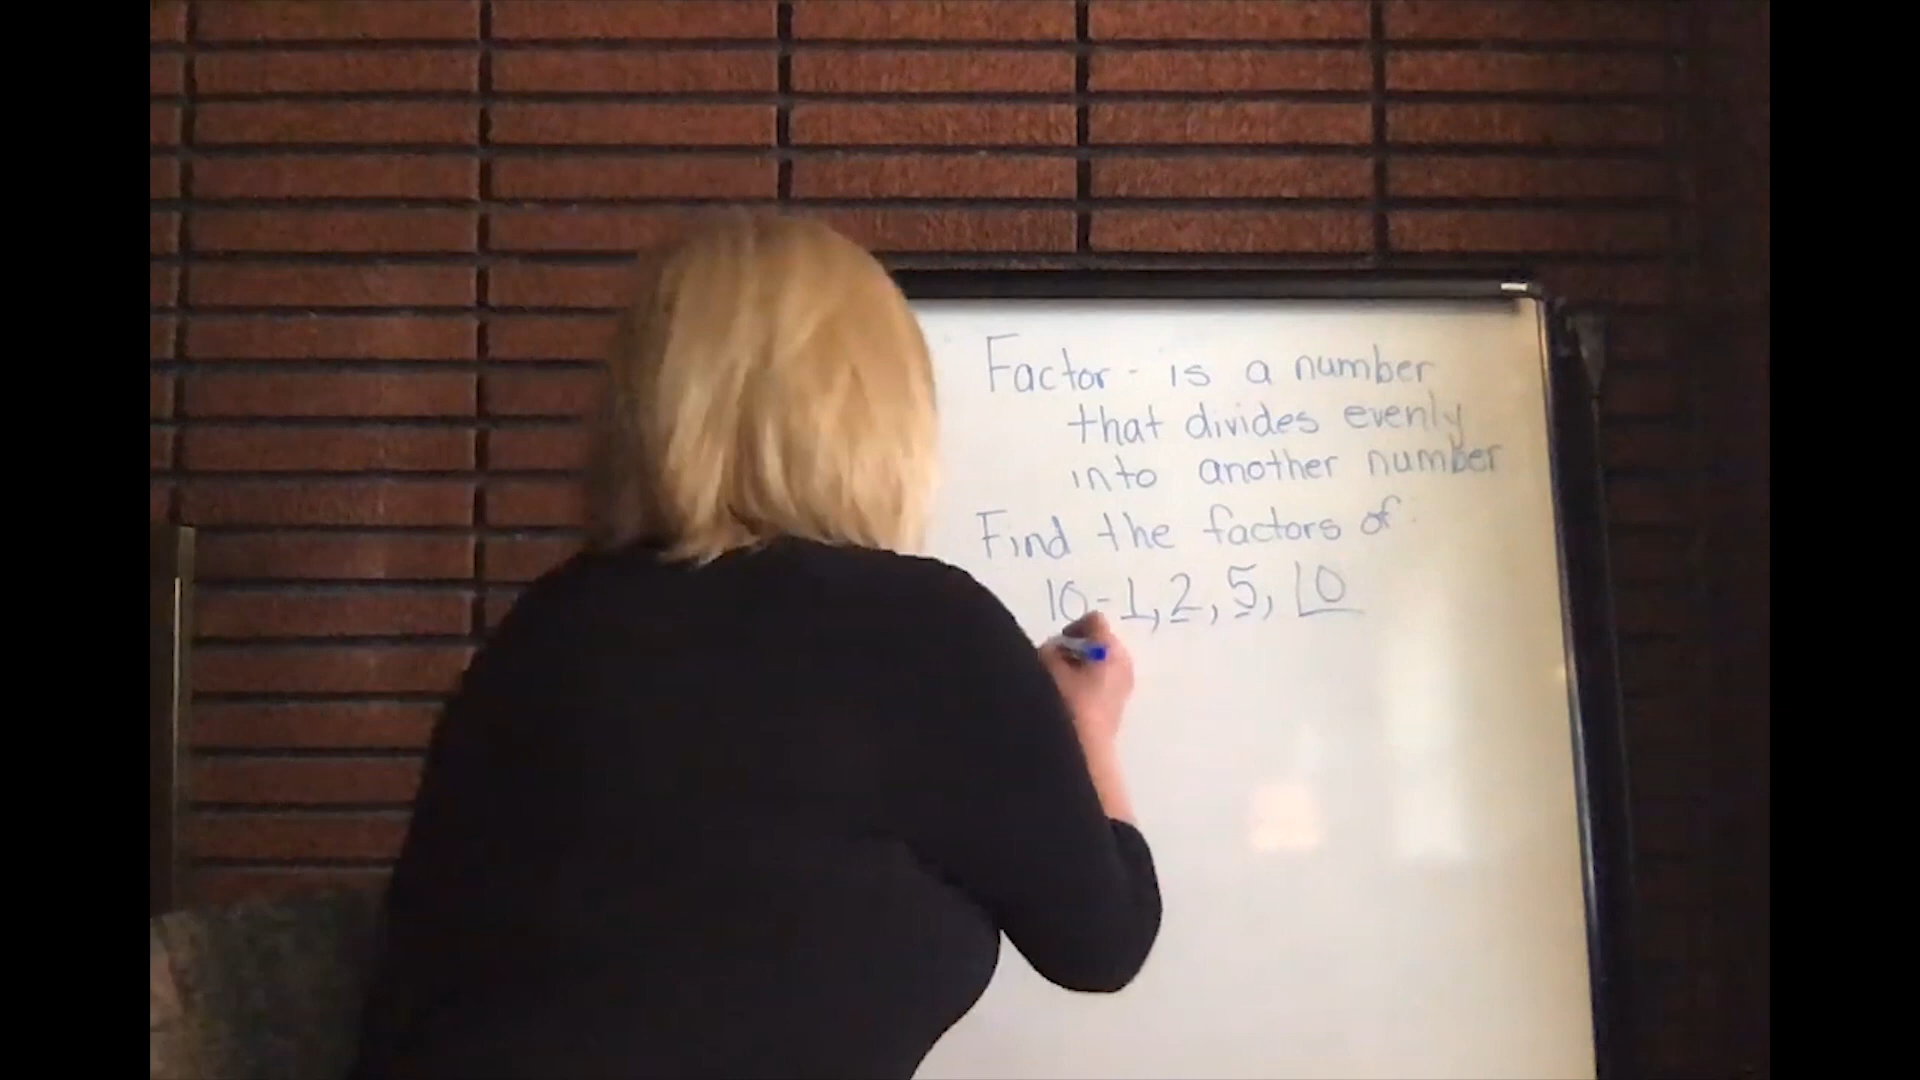 Factor - is a number
that divides evenly
into another number
Find the factors of:
10 - 1, 2, 5, 10